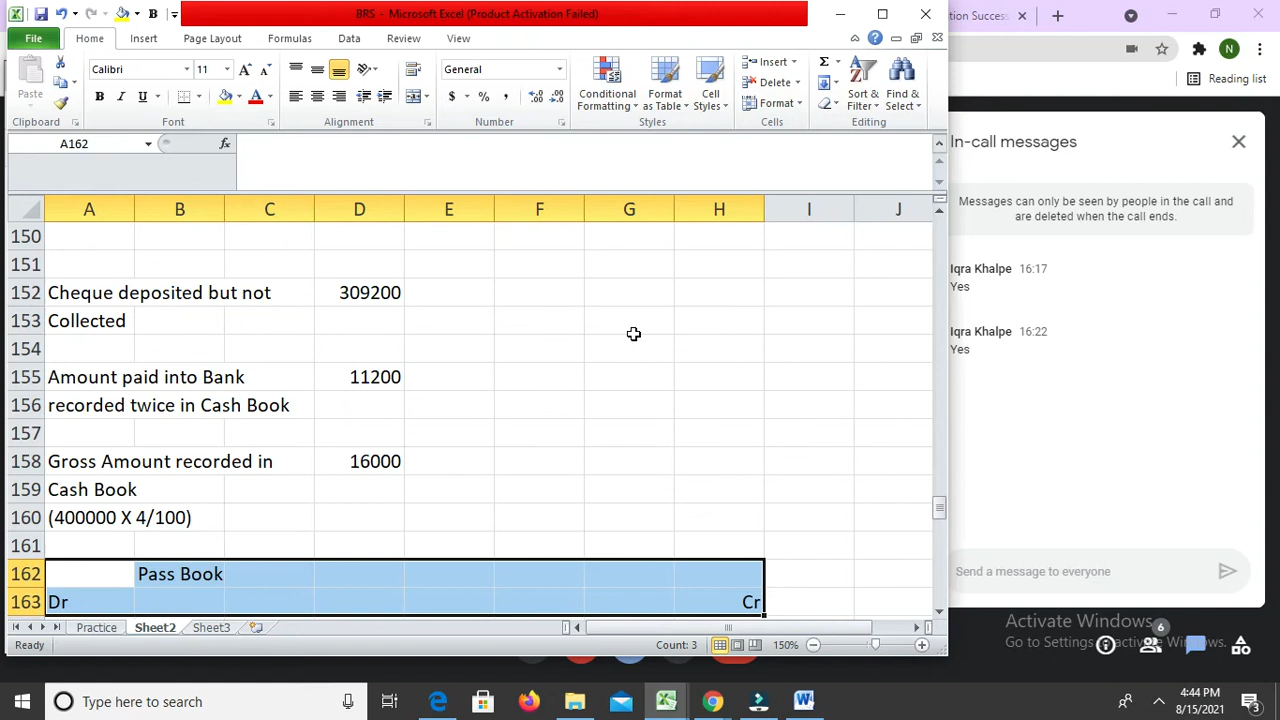 BRS - Microsoft Excel (Product Activation Failed)
tion Success
File Home Insert Page Layout Formulas Data Review View
N
Reading list
Paste
Calibri 11
General
Conditional Formatting
Format as Table
Cell Styles
Insert
Delete
Format
Sort & Filter
Find & Select
Clipboard Font Alignment Number Styles Cells Editing
A162
fx
A B C D E F G H I J
150
151
152 Cheque deposited but not 309200
153 Collected
154
155 Amount paid into Bank 11200
156 recorded twice in Cash Book
157
158 Gross Amount recorded in 16000
159 Cash Book
160 (400000 X 4/100)
161
162 Pass Book
163 Dr Cr
Practice Sheet2 Sheet3
Ready Count: 3 150%
In-call messages
Messages can only be seen by people in the call and
are deleted when the call ends.
Iqra Khalpe 16:17
Yes
Iqra Khalpe 16:22
Yes
Send a message to everyone
Activate Windows
Go to Settings to activate Windows.
6
Type here to search
4:44 PM
8/15/2021
3